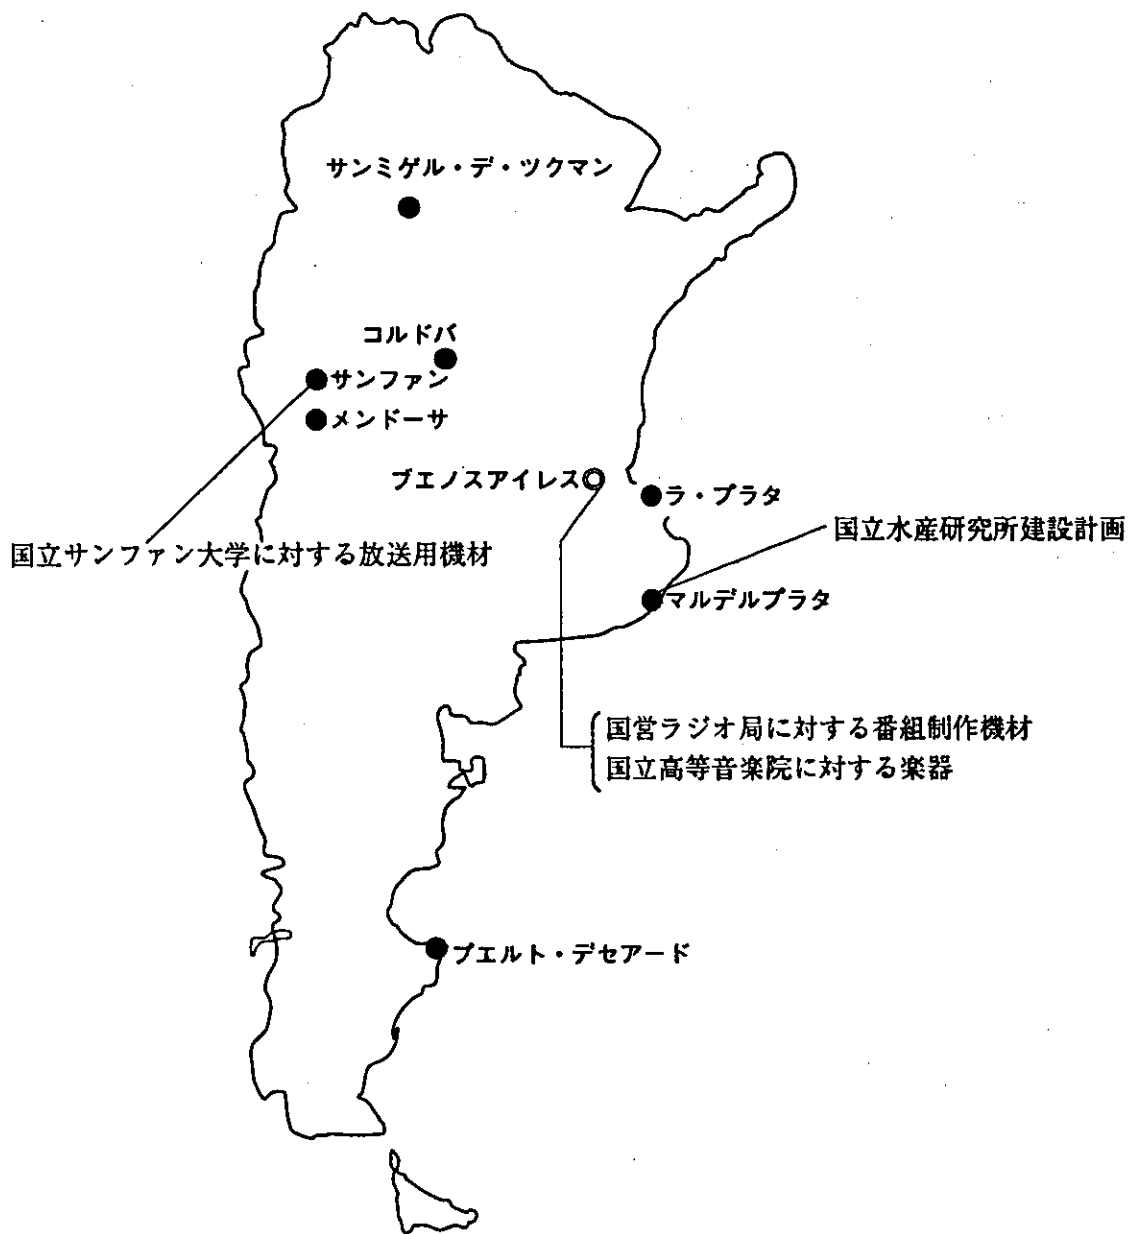 サンミゲル・デ・ツクマン
コルドバ
サンファン
メンドーサ
ブエノスアイレス
ラ・プラタ
国立水産研究所建設計画
国立サンファン大学に対する放送用機材
マルデルプラタ
国営ラジオ局に対する番組制作機材
国立高等音楽院に対する楽器
プエルト・デセアード